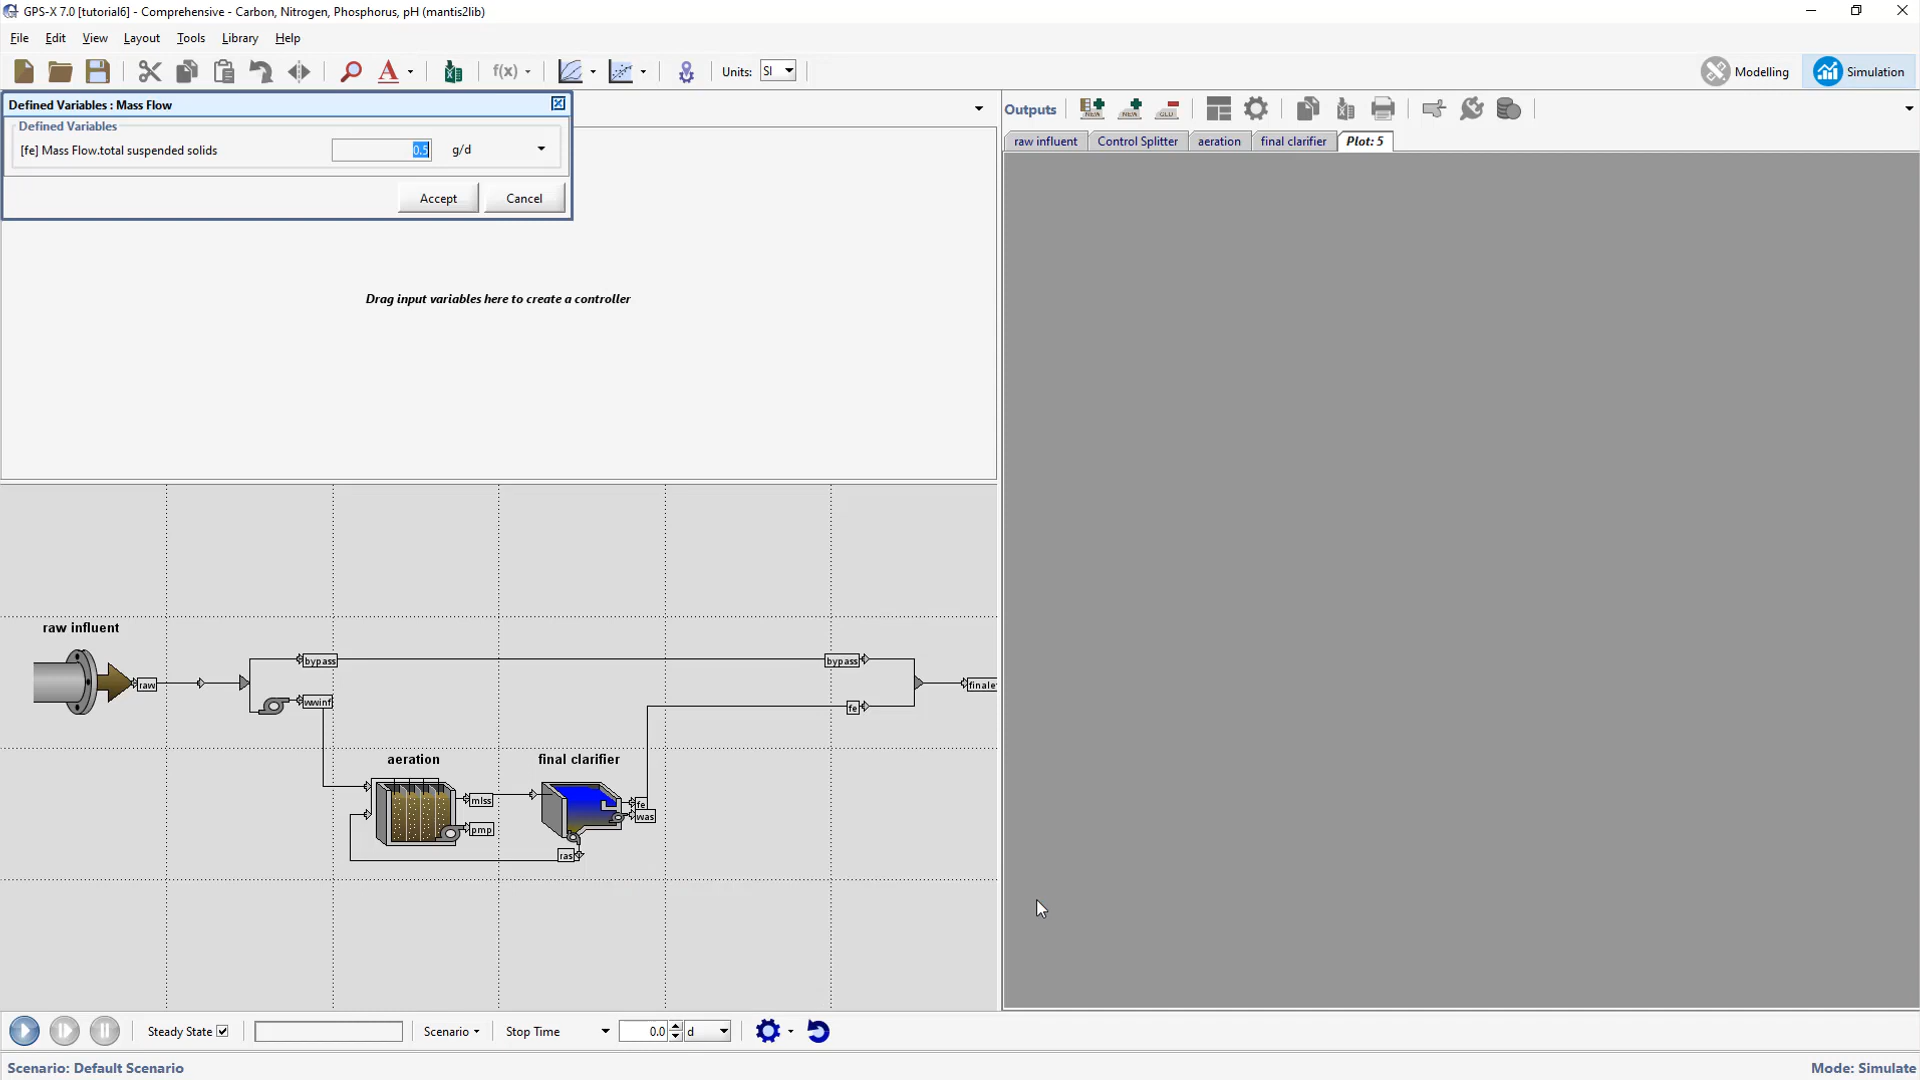 GPS-X 7.0 [tutorial6] - Comprehensive - Carbon, Nitrogen, Phosphorus, pH (mantis2lib)
File Edit View Layout Tools Library Help
A f(x) Units: SI Modelling Simulation
Defined Variables : Mass Flow
Defined Variables
[fe] Mass Flow.total suspended solids 0.5 g/d
Accept Cancel
Outputs NEW NEW GLU
raw influent Control Splitter aeration final clarifier Plot: 5
Drag input variables here to create a controller
raw influent
bypass bypass
raw finale
wwinf fe
aeration final clarifier
mlss fe
was
pmp
ras
Steady State Scenario Stop Time 0.0 d
Scenario: Default Scenario Mode: Simulate